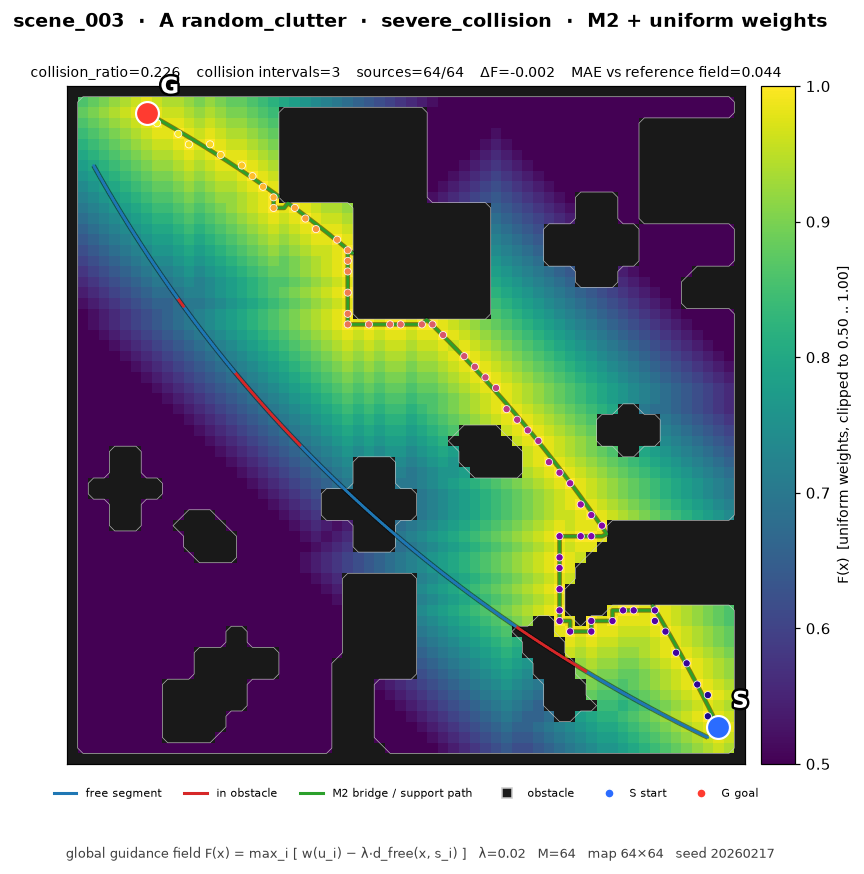 scene_003 · A random_clutter · severe_collision · M2 + uniform weights
collision_ratio=0.226 collision intervals=3 sources=64/64 ΔF=-0.002 MAE vs reference field=0.044
G
S
1.0
0.9
0.8
0.7
0.6
0.5
F(x) [uniform weights, clipped to 0.50 .. 1.00]
free segment
in obstacle
M2 bridge / support path
obstacle
S start
G goal
global guidance field F(x) = max_i [ w(u_i) − λ·d_free(x, s_i) ] λ=0.02 M=64 map 64×64 seed 20260217